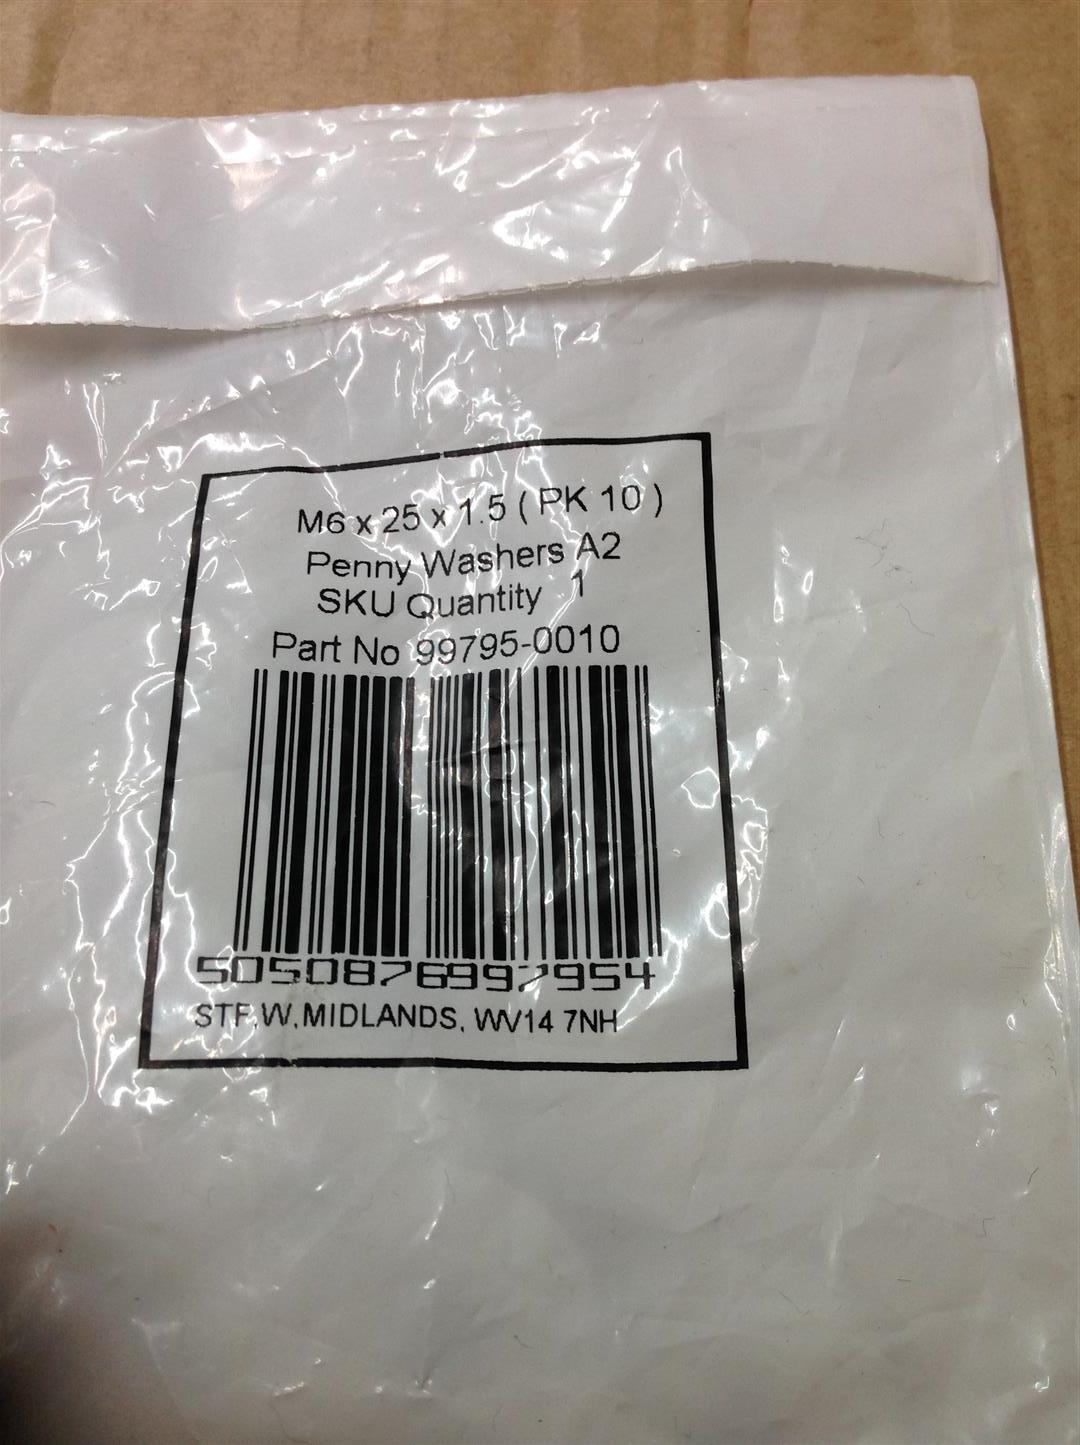 M6 x 25 x 1.5 ( PK 10 )
Penny Washers A2
SKU Quantity 1
Part No 99795-0010
5050876997954
STF,W,MIDLANDS, WV14 7NH